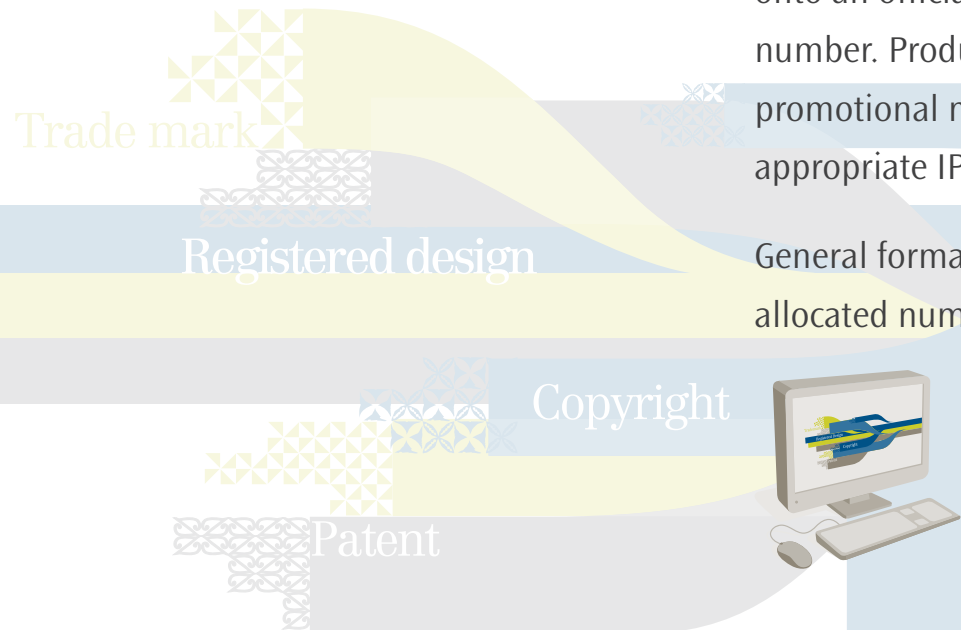 number. Produ
promotional
appropriate IP
General forma
allocated num
Trade mark
Registered design
Copyright
Patent